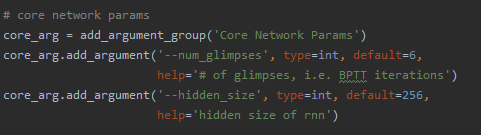 # core network params
core_arg = add_argument_group('Core Network Params')
core_arg.add_argument('--num_glimpses', type=int, default=6,
help='# of glimpses, i.e. BPTT iterations')
core_arg.add_argument('--hidden_size', type=int, default=256,
help='hidden size of rnn')